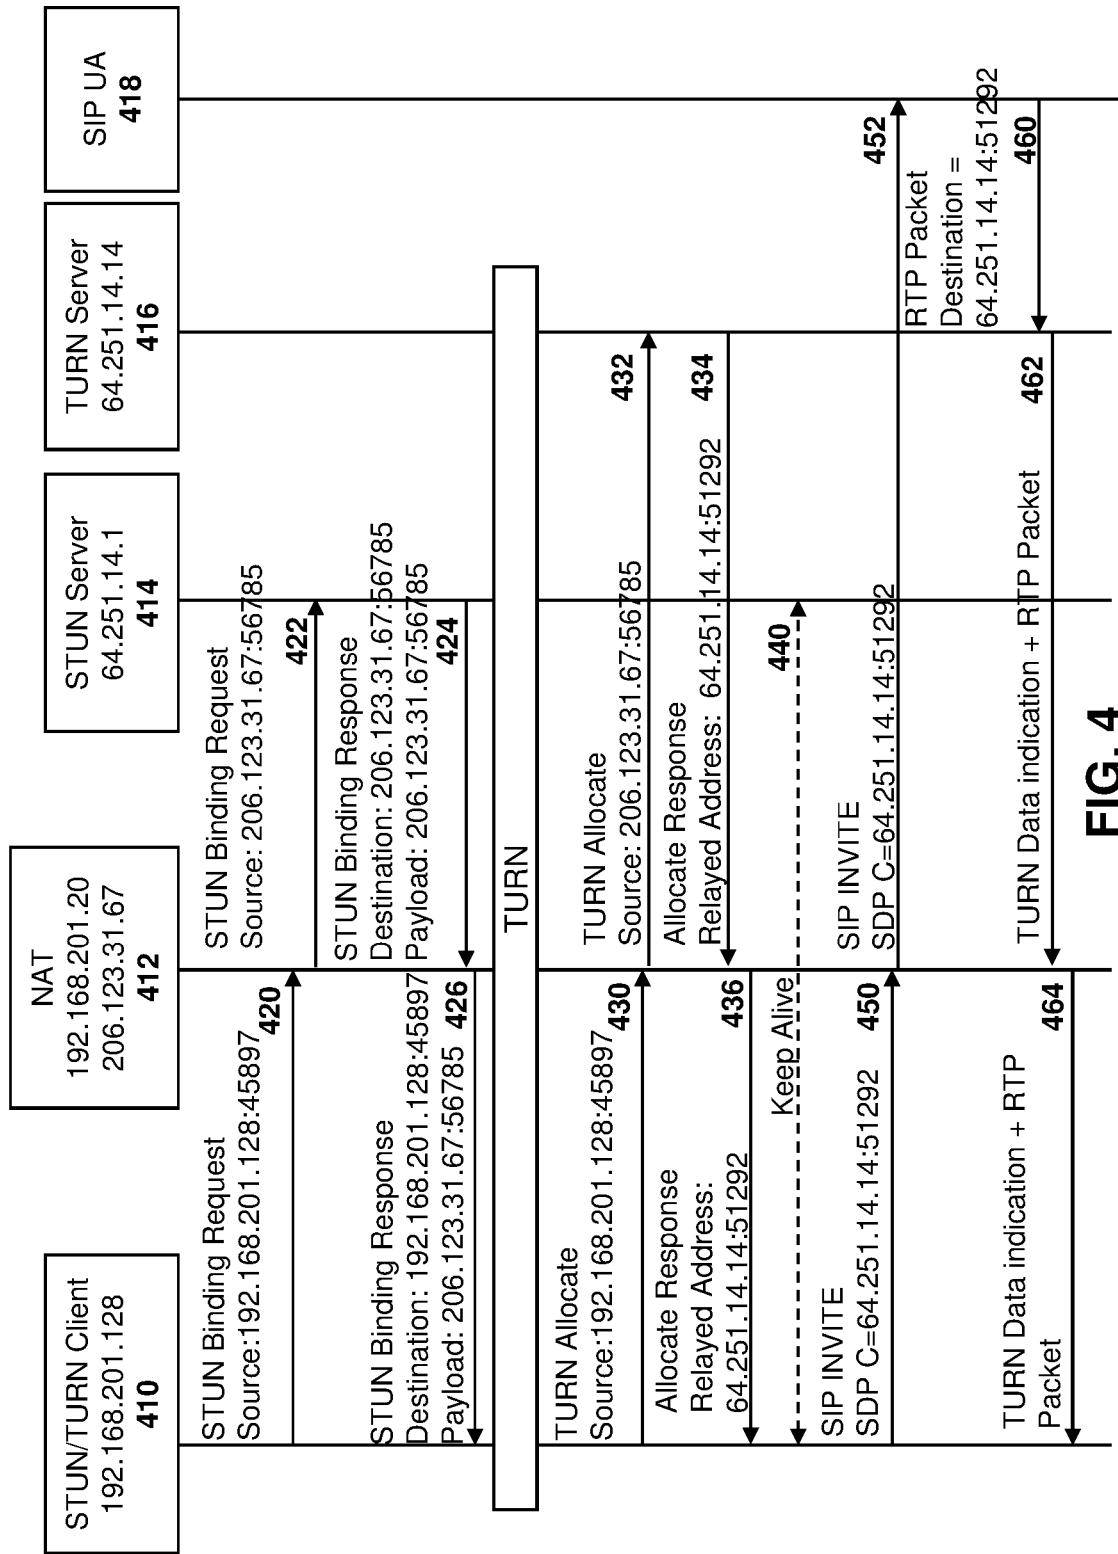 STUN/TURN Client
192.168.201.128
410
NAT
192.168.201.20
206.123.31.67
412
STUN Server
64.251.14.1
414
TURN Server
64.251.14.14
416
SIP UA
418
STUN Binding Request
Source:192.168.201.128:45897
420
STUN Binding Request
Source: 206.123.31.67:56785
422
STUN Binding Response
Destination: 206.123.31.67:56785
Payload: 206.123.31.67:56785
424
STUN Binding Response
Destination: 192.168.201.128:45897
Payload: 206.123.31.67:56785
426
TURN
TURN Allocate
Source:192.168.201.128:45897
430
TURN Allocate
Source: 206.123.31.67:56785
432
Allocate Response
Relayed Address: 64.251.14.14:51292
434
Allocate Response
Relayed Address:
64.251.14.14:51292
436
Keep Alive
440
SIP INVITE
SDP C=64.251.14.14:51292
450
SIP INVITE
SDP C=64.251.14.14:51292
452
RTP Packet
Destination =
64.251.14.14:51292
460
TURN Data indication + RTP Packet
462
TURN Data indication + RTP
Packet
464
FIG. 4